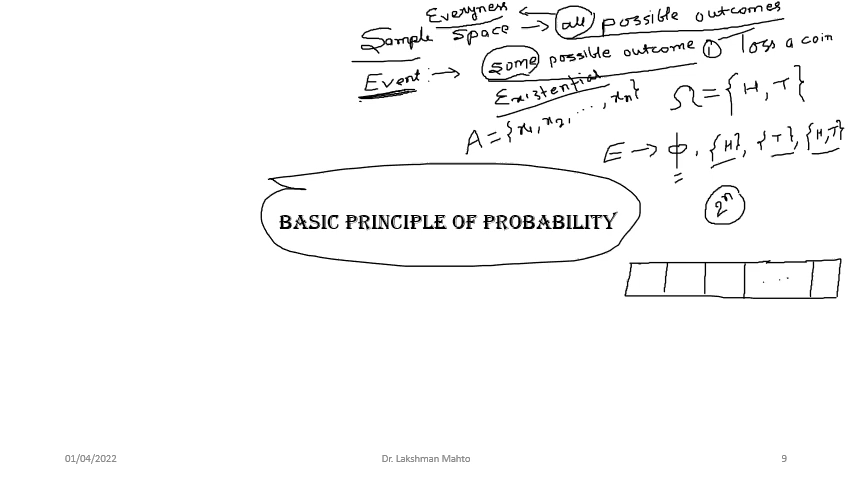 Everyness
Sample space → all possible outcomes
Event : → some possible outcome ① Toss a coin
Existential
Ω = {H, T}
A = {x₁, x₂, ..., xₙ}
E → ϕ, {H}, {T}, {H,T}
2ⁿ
BASIC PRINCIPLE OF PROBABILITY
...
01/04/2022
Dr. Lakshman Mahto
9